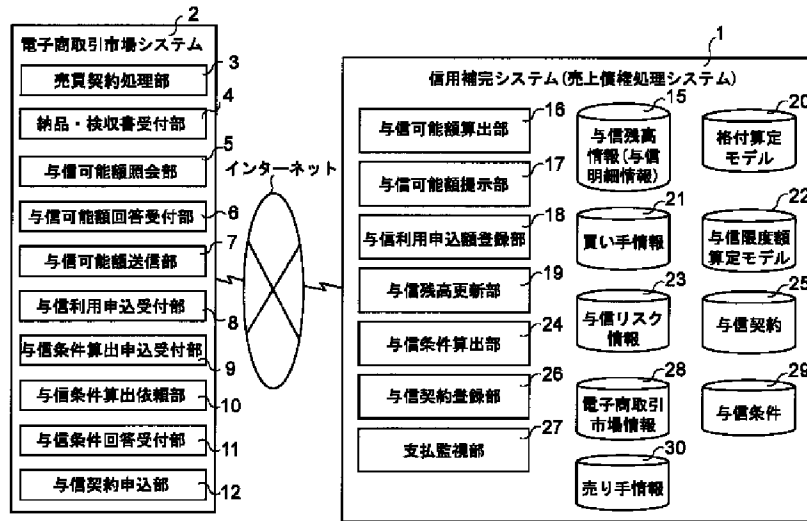 2
電子商取引市場システム
売買契約処理部
3
納品・検収書受付部
4
与信可能額照会部
5
与信可能額回答受付部
6
与信可能額送信部
7
与信利用申込受付部
8
与信条件算出申込受付部
9
与信条件算出依頼部
10
与信条件回答受付部
11
与信契約申込部
12
インターネット
1
信用補完システム(売上債権処理システム)
与信可能額算出部
16
与信可能額提示部
17
与信利用申込額登録部
18
与信残高更新部
19
与信条件算出部
24
与信契約登録部
26
支払監視部
27
15
与信残高
情報(与信
明細情報)
21
買い手情報
23
与信リスク
情報
28
電子商取引
市場情報
30
売り手情報
20
格付算定
モデル
22
与信限度額
算定モデル
25
与信契約
29
与信条件